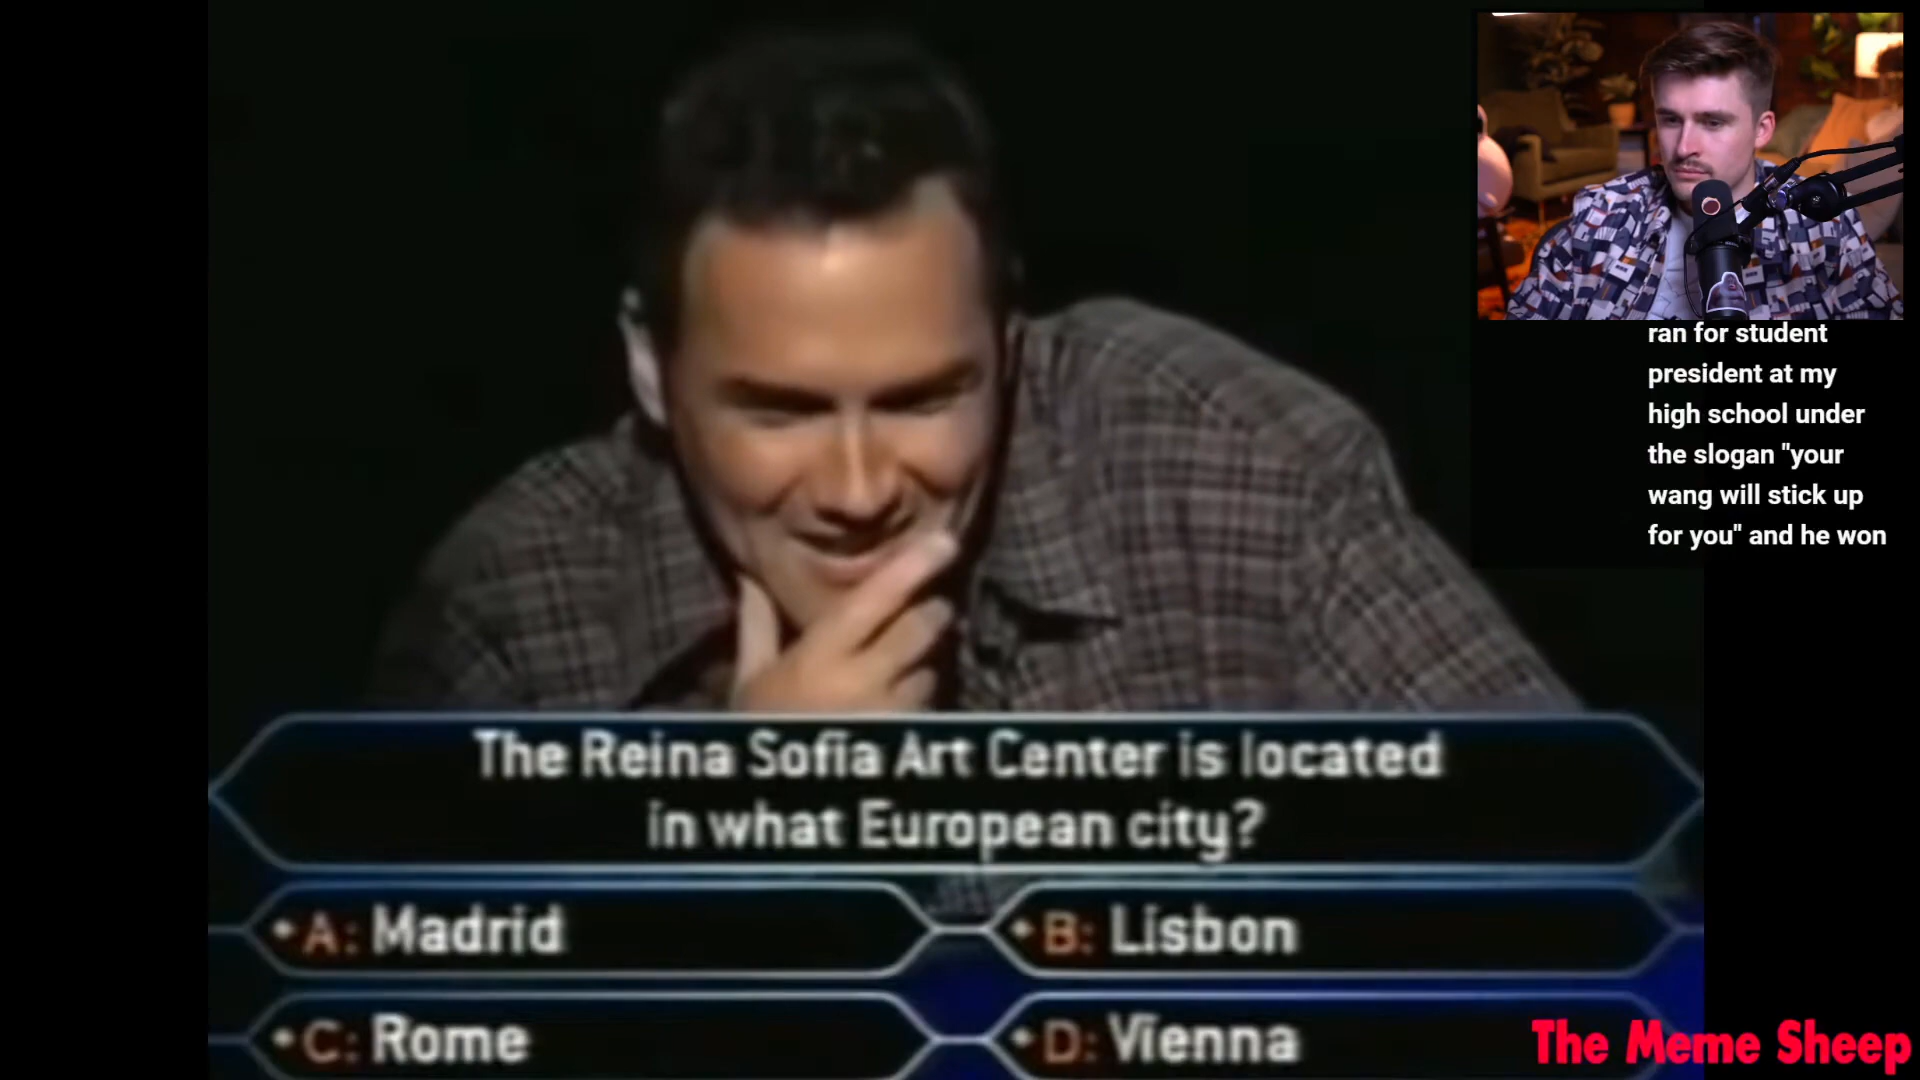 ran for student
president at my
high school under
the slogan "your
wang will stick up
for you" and he won
The Reina Sofia Art Center is located
in what European city?
A: Madrid
B: Lisbon
C: Rome
D: Vienna
The Meme Sheep